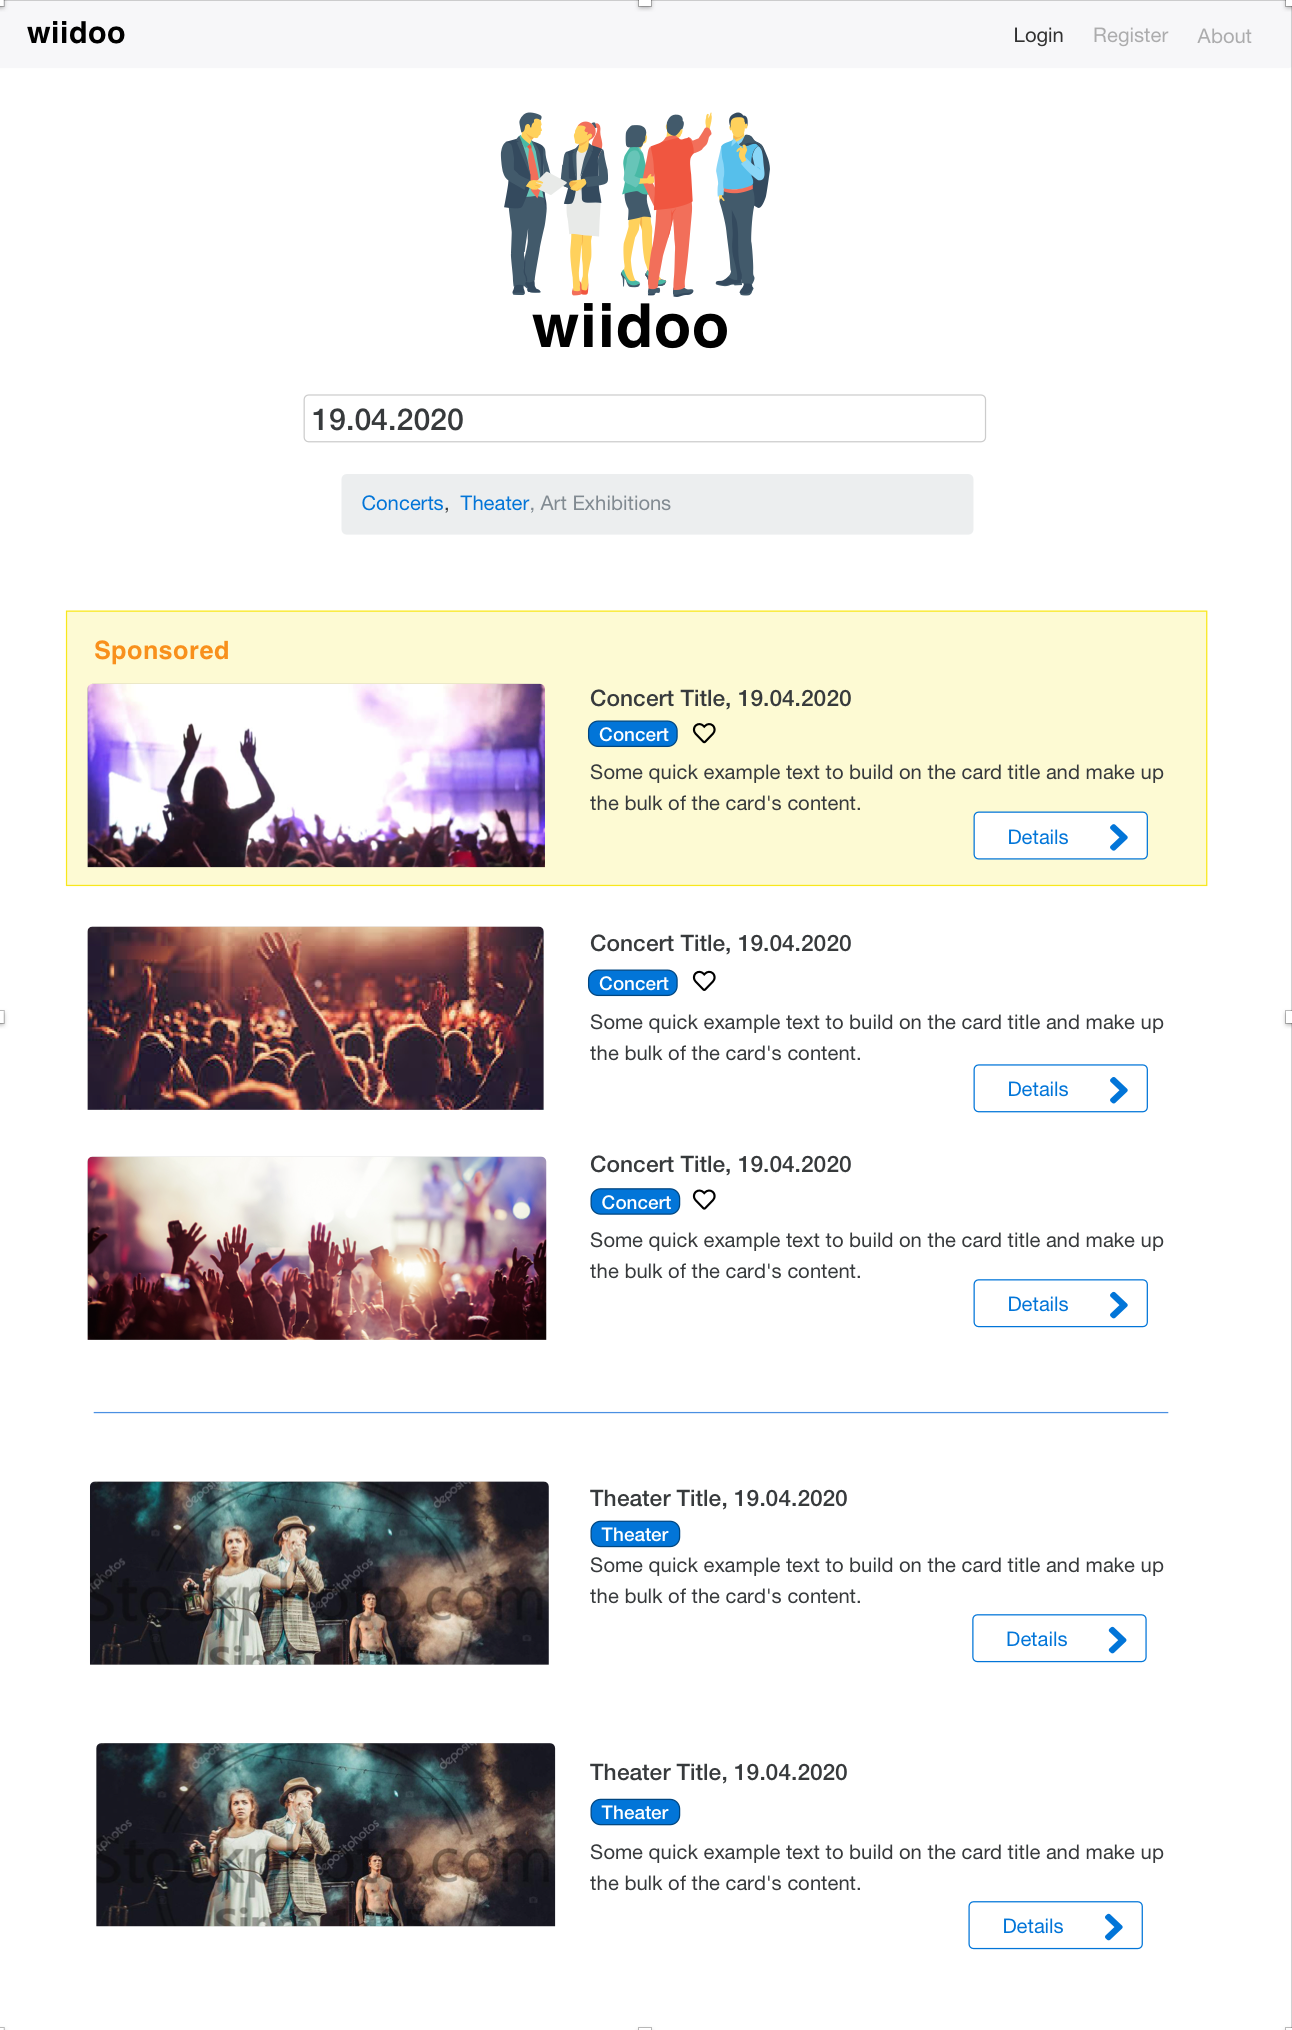 wiidoo
Login Register About
wiidoo
19.04.2020
Concerts, Theater, Art Exhibitions
Sponsored
Concert Title, 19.04.2020
Concert
Some quick example text to build on the card title and make up
the bulk of the card's content.
Details
Concert Title, 19.04.2020
Concert
Some quick example text to build on the card title and make up
the bulk of the card's content.
Details
Concert Title, 19.04.2020
Concert
Some quick example text to build on the card title and make up
the bulk of the card's content.
Details
depositphotos
Stockphoto.com
Theater Title, 19.04.2020
Theater
Some quick example text to build on the card title and make up
the bulk of the card's content.
Details
depositphotos
Stockphoto.com
Theater Title, 19.04.2020
Theater
Some quick example text to build on the card title and make up
the bulk of the card's content.
Details